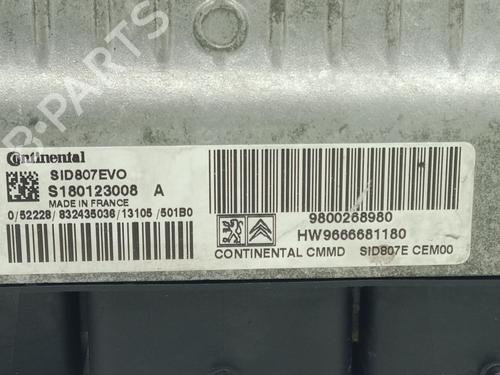 Continental
SID807EVO
S180123008 A
MADE IN FRANCE
0/52228/832435036/13105/501B0
9800268980
HW9666681180
CONTINENTAL CMMD SID807E CEM00
B-PARTS